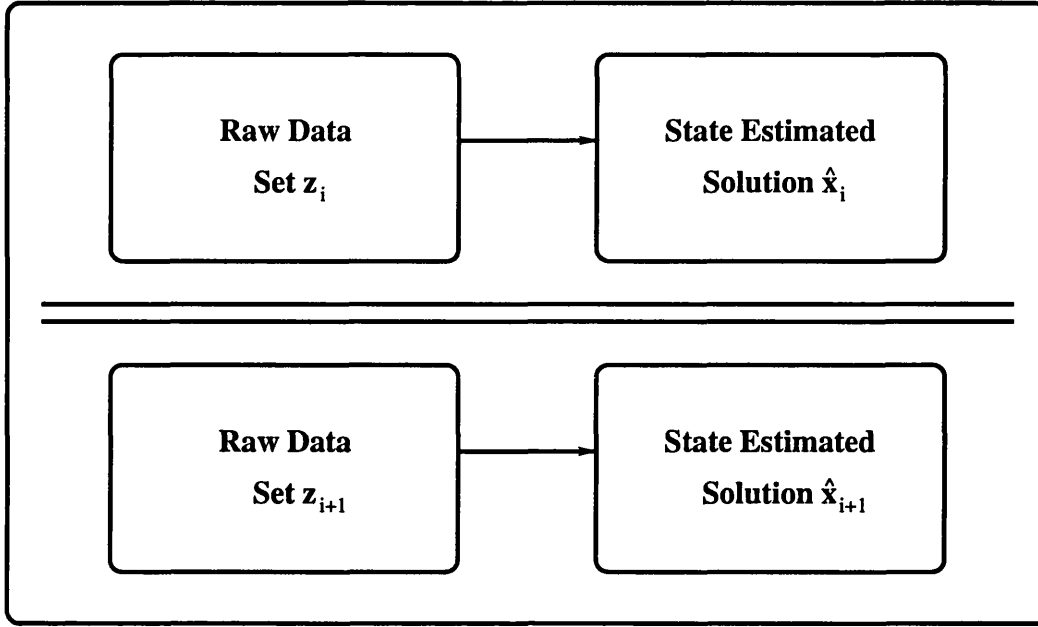 Raw Data
Set z_i
State Estimated
Solution x̂_i
Raw Data
Set z_{i+1}
State Estimated
Solution x̂_{i+1}